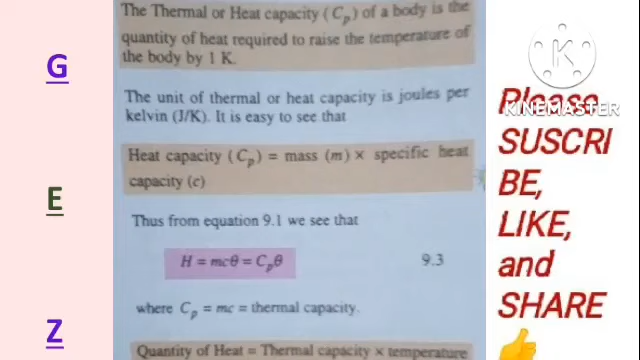 G
E
Z
The Thermal or Heat capacity (Cₚ) of a body is the
quantity of heat required to raise the temperature of
the body by 1 K.
The unit of thermal or heat capacity is joules per
kelvin (J/K). It is easy to see that
Heat capacity (Cₚ) = mass (m) × specific heat
capacity (c)
Thus from equation 9.1 we see that
H = mcθ = Cₚθ 9.3
where Cₚ = mc = thermal capacity.
Quantity of Heat = Thermal capacity × temperature
K
KINEMASTER
Please
SUSCRI
BE,
LIKE,
and
SHARE
👍